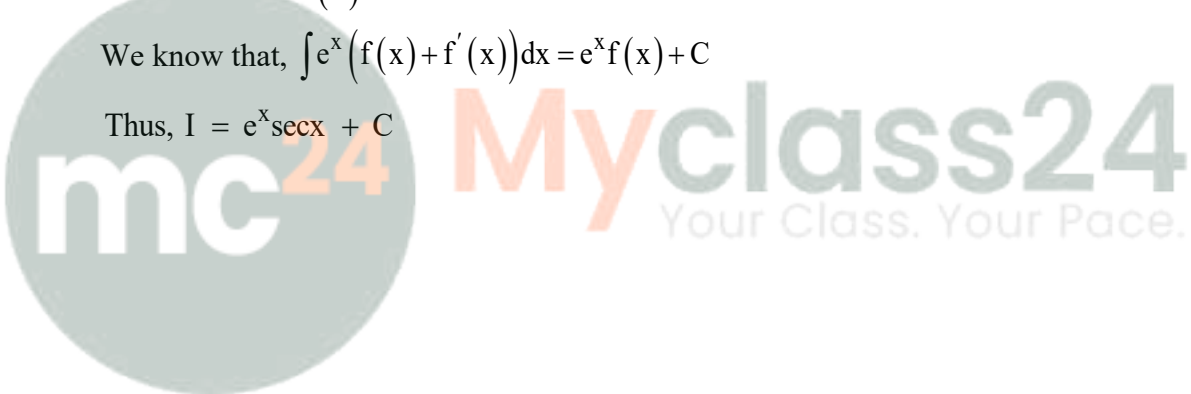 We know that, ∫eˣ(f(x)+f′(x))dx = eˣf(x)+C
Thus, I = eˣsecx + C
mc24
Myclass24
Your Class. Your Pace.